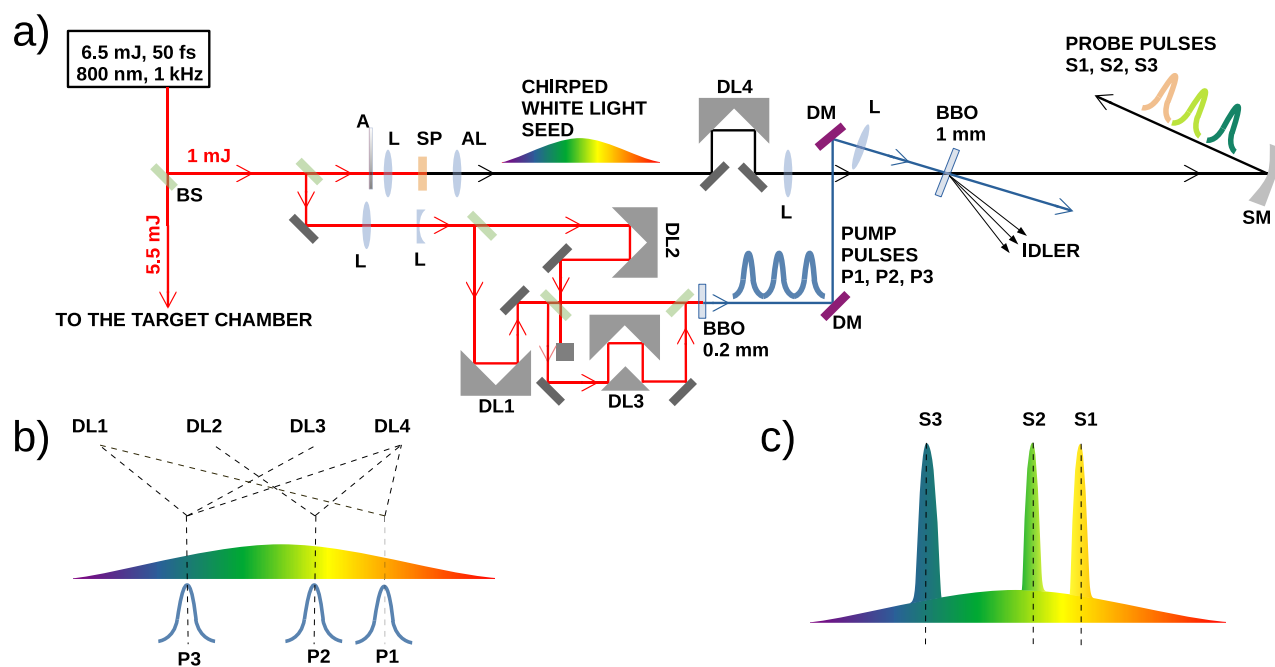 a)
6.5 mJ, 50 fs
800 nm, 1 kHz
1 mJ
BS
5.5 mJ
TO THE TARGET CHAMBER
A
L
SP
AL
CHIRPED
WHITE LIGHT
SEED
DL4
L
DM
L
BBO
1 mm
PROBE PULSES
S1, S2, S3
SM
IDLER
L
L
DL2
PUMP
PULSES
P1, P2, P3
DM
BBO
0.2 mm
DL1
DL3
b)
DL1
DL2
DL3
DL4
P3
P2
P1
c)
S3
S2
S1